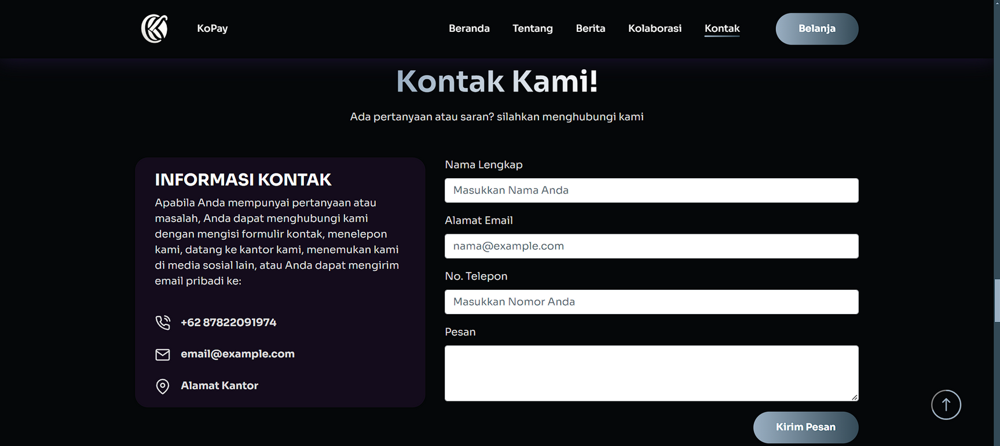 KoPay
Beranda
Tentang
Berita
Kolaborasi
Kontak
Belanja
Kontak Kami!
Ada pertanyaan atau saran? silahkan menghubungi kami
INFORMASI KONTAK
Apabila Anda mempunyai pertanyaan atau
masalah, Anda dapat menghubungi kami
dengan mengisi formulir kontak, menelepon
kami, datang ke kantor kami, menemukan kami
di media sosial lain, atau Anda dapat mengirim
email pribadi ke:
+62 87822091974
email@example.com
Alamat Kantor
Nama Lengkap
Masukkan Nama Anda
Alamat Email
nama@example.com
No. Telepon
Masukkan Nomor Anda
Pesan
Kirim Pesan